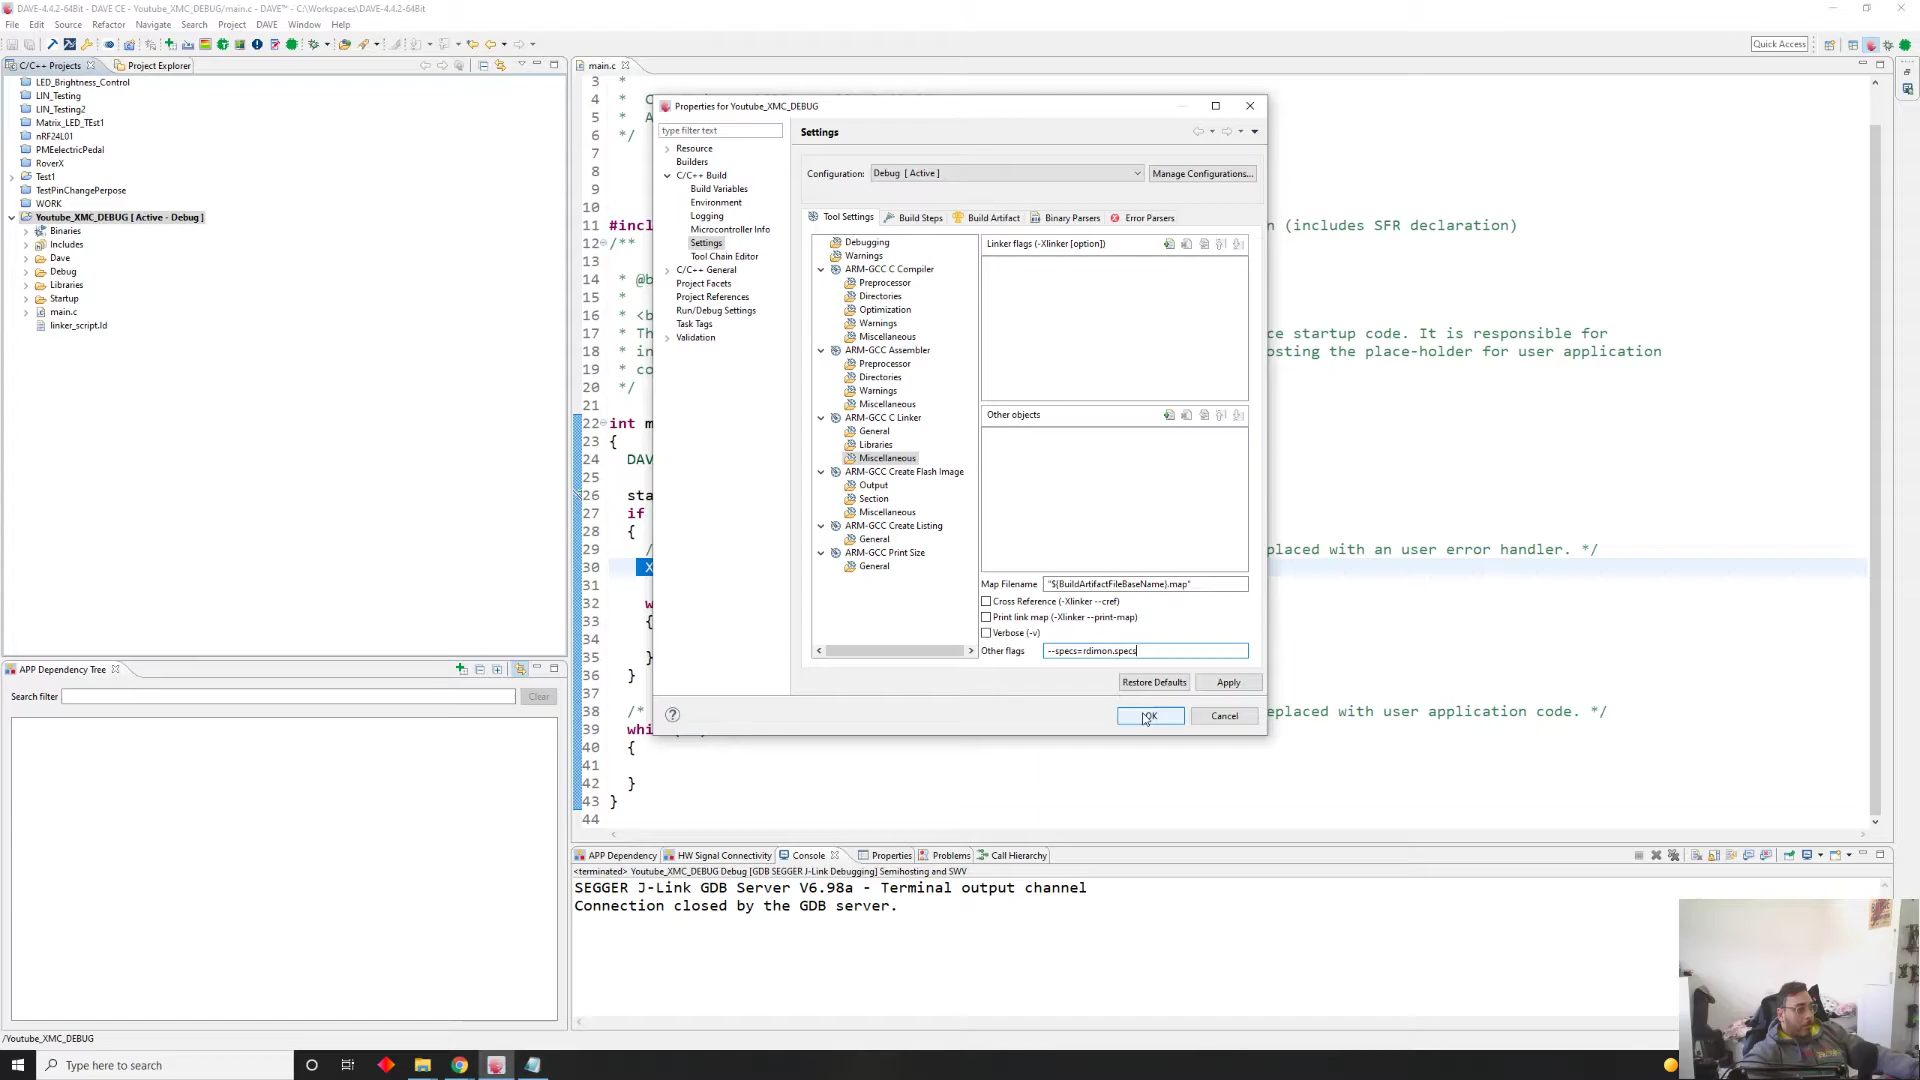 DAVE-4.4.2-64Bit - DAVE CE - Youtube_XMC_DEBUG/main.c - DAVE™ - C:\Workspaces\DAVE-4.4.2-64Bit
File Edit Source Refactor Navigate Search Project DAVE Window Help
Quick Access
C/C++ Projects Project Explorer
LED_Brightness_Control
LIN_Testing
LIN_Testing2
Matrix_LED_TEst1
nRF24L01
PMEelectricPedal
RoverX
Test1
TestPinChangePerpose
WORK
Youtube_XMC_DEBUG [ Active - Debug ]
Binaries
Includes
Dave
Debug
Libraries
Startup
main.c
linker_script.ld
APP Dependency Tree
Search filter Clear
main.c
3 *
4 * C
5 * A
6 */
7
8
9
10
11 #incl n (includes SFR declaration)
12 /**
13
14 * @b
15 *
16 * <b
17 * Th ce startup code. It is responsible for
18 * in osting the place-holder for user application
19 * co
20 */
21
22 int m
23 {
24 DAV
25
26 sta
27 if
28 {
29 / placed with an user error handler. */
30 X
31
32 w
33 {
34
35 }
36 }
37
38 /* eplaced with user application code. */
39 whi
40 {
41
42 }
43 }
44
Properties for Youtube_XMC_DEBUG
type filter text
Resource
Builders
C/C++ Build
Build Variables
Environment
Logging
Microcontroller Info
Settings
Tool Chain Editor
C/C++ General
Project Facets
Project References
Run/Debug Settings
Task Tags
Validation
Settings
Configuration: Debug [ Active ] Manage Configurations...
Tool Settings Build Steps Build Artifact Binary Parsers Error Parsers
Debugging
Warnings
ARM-GCC C Compiler
Preprocessor
Directories
Optimization
Warnings
Miscellaneous
ARM-GCC Assembler
Preprocessor
Directories
Warnings
Miscellaneous
ARM-GCC C Linker
General
Libraries
Miscellaneous
ARM-GCC Create Flash Image
Output
Section
Miscellaneous
ARM-GCC Create Listing
General
ARM-GCC Print Size
General
Linker flags (-Xlinker [option])
Other objects
Map Filename "${BuildArtifactFileBaseName}.map"
Cross Reference (-Xlinker --cref)
Print link map (-Xlinker --print-map)
Verbose (-v)
Other flags --specs=rdimon.specs
Restore Defaults Apply
OK Cancel
APP Dependency HW Signal Connectivity Console Properties Problems Call Hierarchy
<terminated> Youtube_XMC_DEBUG Debug [GDB SEGGER J-Link Debugging] Semihosting and SWV
SEGGER J-Link GDB Server V6.98a - Terminal output channel
Connection closed by the GDB server.
/Youtube_XMC_DEBUG
Type here to search